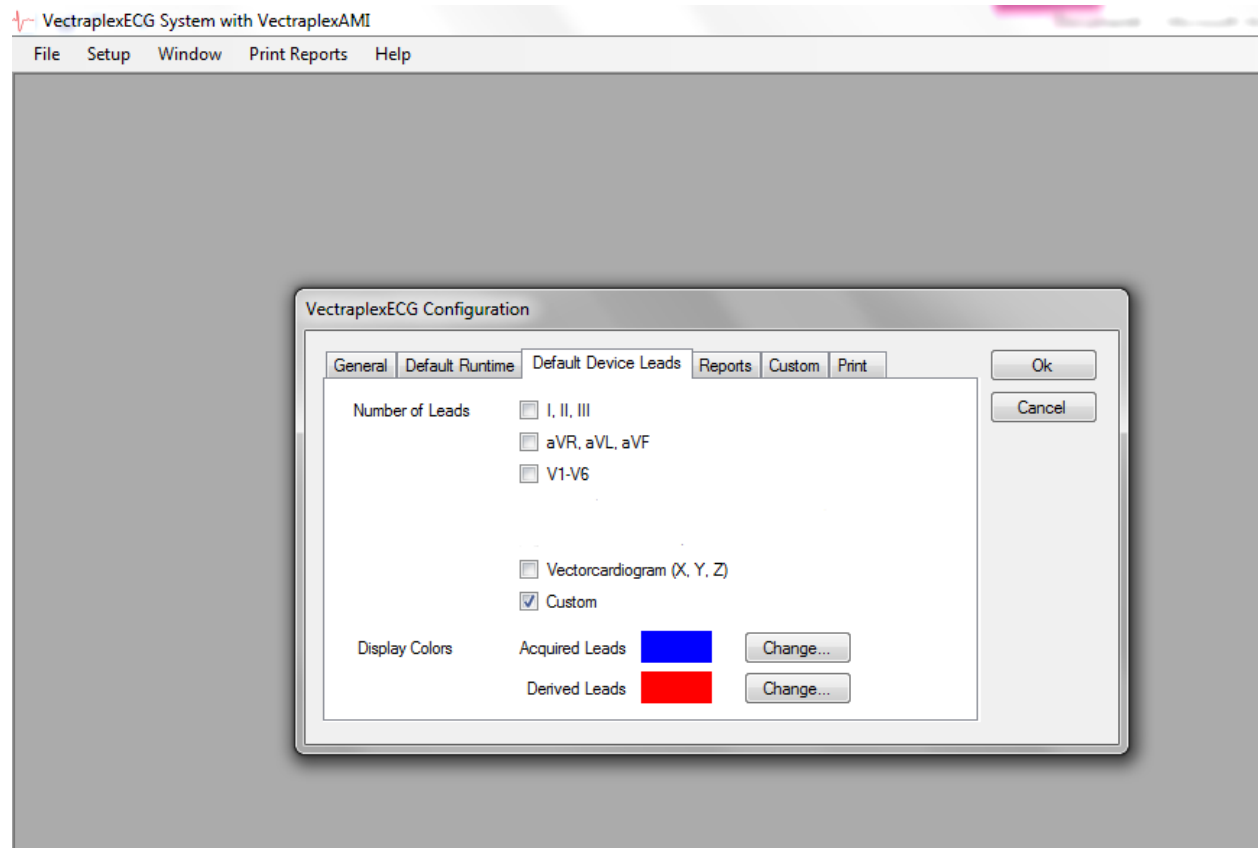 VectraplexECG System with VectraplexAMI
File Setup Window Print Reports Help
VectraplexECG Configuration
General Default Runtime Default Device Leads Reports Custom Print
Ok
Cancel
Number of Leads
I, II, III
aVR, aVL, aVF
V1-V6
Vectorcardiogram (X, Y, Z)
Custom
Display Colors
Acquired Leads Change...
Derived Leads Change...